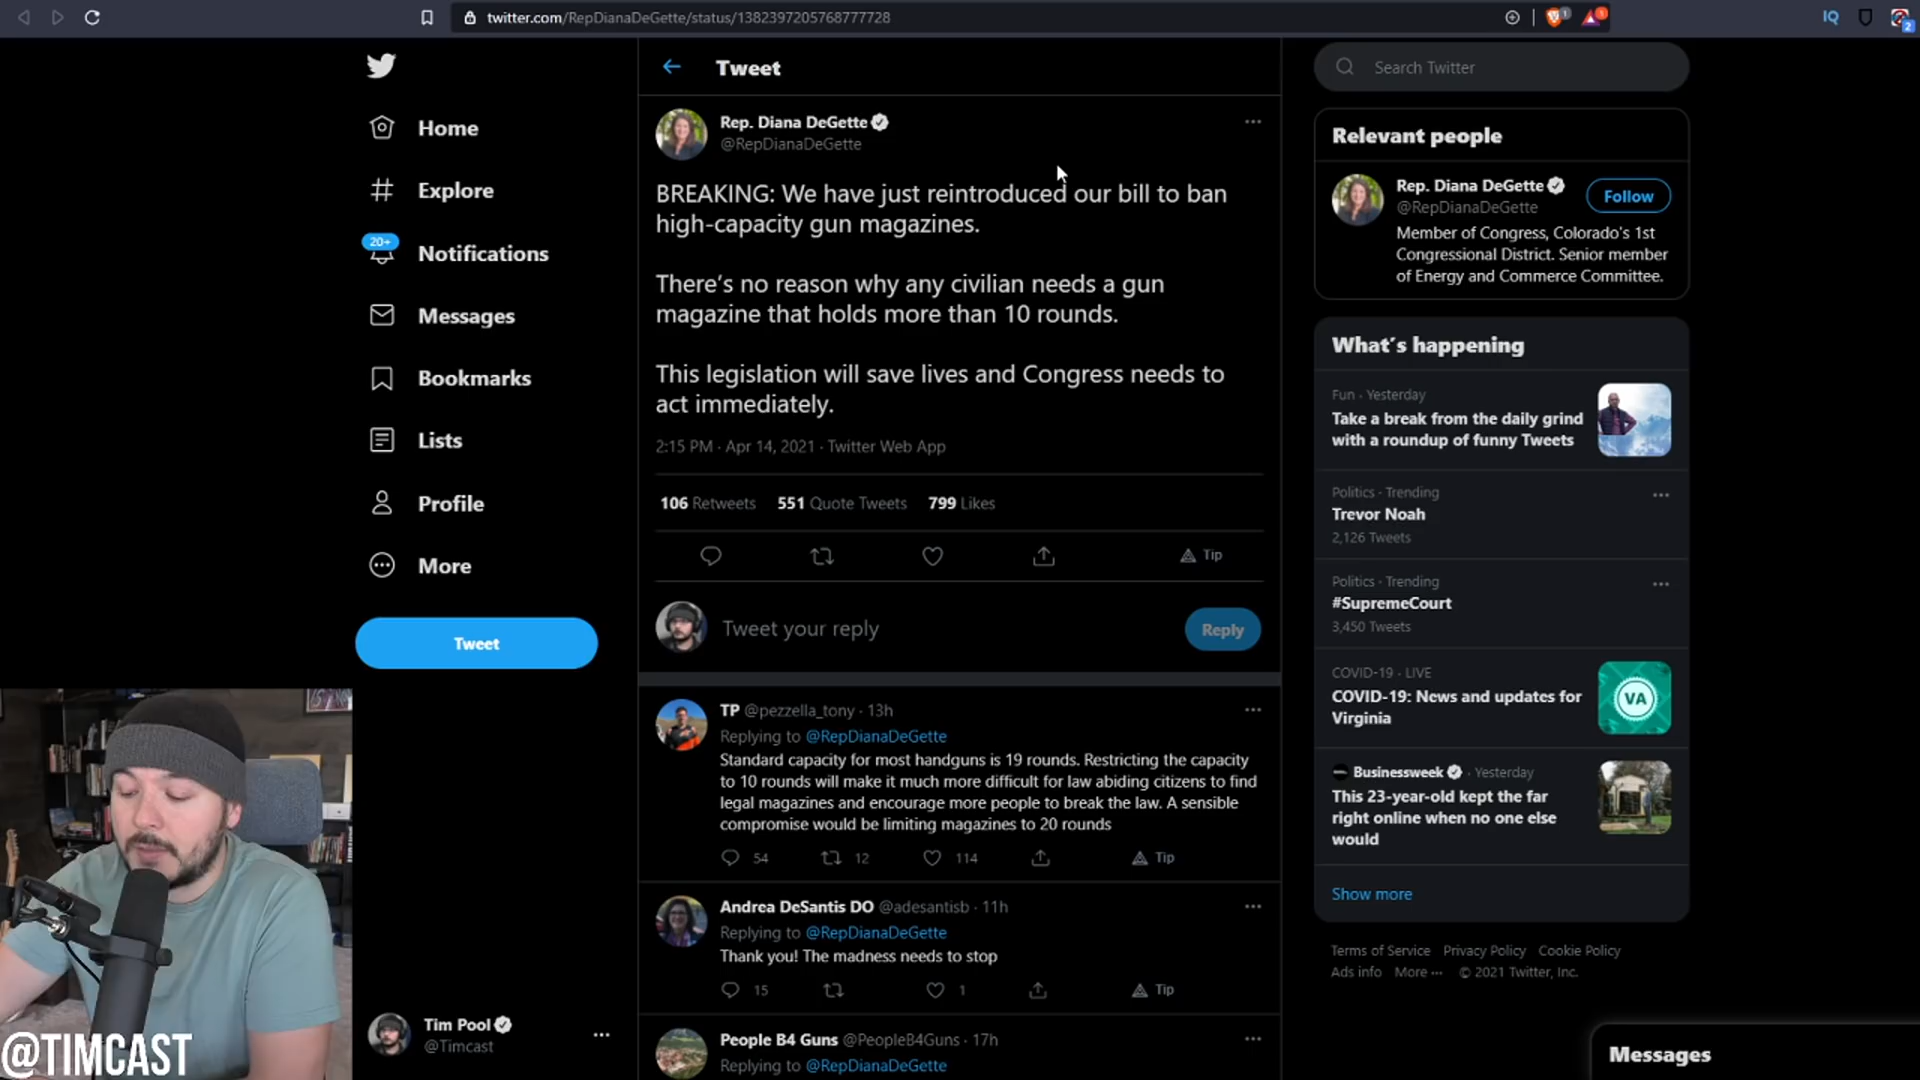 twitter.com/RepDianaDeGette/status/1382397205768777728
IQ
2
Home
Explore
20+
Notifications
Messages
Bookmarks
Lists
Profile
More
Tweet
Tim Pool
@Timcast
@TIMCAST
Tweet
Rep. Diana DeGette
@RepDianaDeGette
BREAKING: We have just reintroduced our bill to ban
high-capacity gun magazines.
There's no reason why any civilian needs a gun
magazine that holds more than 10 rounds.
This legislation will save lives and Congress needs to
act immediately.
2:15 PM · Apr 14, 2021 · Twitter Web App
106 Retweets 551 Quote Tweets 799 Likes
Tip
Tweet your reply
Reply
TP @pezzella_tony · 13h
Replying to @RepDianaDeGette
Standard capacity for most handguns is 19 rounds. Restricting the capacity
to 10 rounds will make it much more difficult for law abiding citizens to find
legal magazines and encourage more people to break the law. A sensible
compromise would be limiting magazines to 20 rounds
54 12 114 Tip
Andrea DeSantis DO @adesantisb · 11h
Replying to @RepDianaDeGette
Thank you! The madness needs to stop
15 1 Tip
People B4 Guns @PeopleB4Guns · 17h
Replying to @RepDianaDeGette
Search Twitter
Relevant people
Rep. Diana DeGette
@RepDianaDeGette
Follow
Member of Congress, Colorado's 1st
Congressional District. Senior member
of Energy and Commerce Committee.
What's happening
Fun · Yesterday
Take a break from the daily grind
with a roundup of funny Tweets
Politics · Trending
Trevor Noah
2,126 Tweets
Politics · Trending
#SupremeCourt
3,450 Tweets
COVID-19 · LIVE
COVID-19: News and updates for
Virginia
VA
Businessweek · Yesterday
This 23-year-old kept the far
right online when no one else
would
Show more
Terms of Service Privacy Policy Cookie Policy
Ads info More ··· © 2021 Twitter, Inc.
Messages